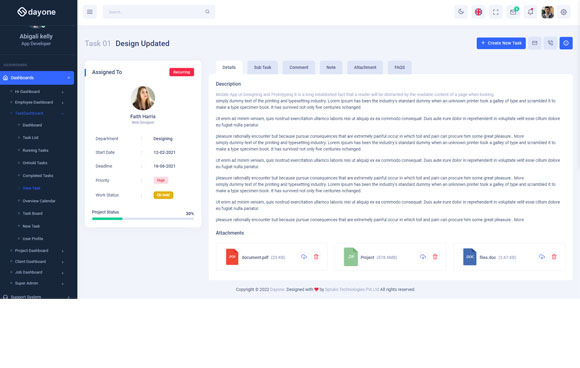 dayone
Abigali kelly
App Developer
DASHBOARDS
Dashboards
Hr Dashboard
Employee Dashboard
Task Dashboard
Dashboard
Task List
Running Tasks
OnHold Tasks
Completed Tasks
View Task
Overview Calendar
Task Board
New Task
User Profile
Project Dashboard
Client Dashboard
Job Dashboard
Super Admin
Support System
Search...
Task 01 Design Updated
+ Create New Task
Assigned To
Recurring
Faith Harris
Web Designer
Department : Designing
Start Date : 12-02-2021
Deadline : 16-06-2021
Priority : High
Work Status :
Project Status 30%
Details
Sub Task
Comment
Note
Attachment
FAQS
Description
Mobile App of Designing and Prototyping It is a long established fact that a reader will be distracted by the readable content of a page when looking
simply dummy text of the printing and typesetting industry. Lorem Ipsum has been the industry's standard dummy when an unknown printer took a galley of type and scrambled it to
make a type specimen book. It has survived not only five centuries ochanged.
Ut enim ad minim veniam, quis nostrud exercitation ullamco laboris nisi ut aliquip ex ea commodo consequat. Duis aute irure dolor in reprehenderit in voluptate velit esse cillum dolore
eu fugiat nulla pariatur.
pleasure rationally encounter but because pursue consequences that are extremely painful occur in which toil and pain can procure him some great pleasure.. More
simply dummy text of the printing and typesetting industry. Lorem Ipsum has been the industry's standard dummy when an unknown printer took a galley of type and scrambled it to
make a type specimen book. It has survived not only five centuries ochanged.
Ut enim ad minim veniam, quis nostrud exercitation ullamco laboris nisi ut aliquip ex ea commodo consequat. Duis aute irure dolor in reprehenderit in voluptate velit esse cillum dolore
eu fugiat nulla pariatur.
pleasure rationally encounter but because pursue consequences that are extremely painful occur in which toil and pain can procure him some great pleasure.. More
simply dummy text of the printing and typesetting industry. Lorem Ipsum has been the industry's standard dummy when an unknown printer took a galley of type and scrambled it to
make a type specimen book. It has survived not only five centuries ochanged.
Ut enim ad minim veniam, quis nostrud exercitation ullamco laboris nisi ut aliquip ex ea commodo consequat. Duis aute irure dolor in reprehenderit in voluptate velit esse cillum dolore
eu fugiat nulla pariatur.
pleasure rationally encounter but because pursue consequences that are extremely painful occur in which toil and pain can procure him some great pleasure.. More
Attachments
PDF document.pdf (23 KB)
ZIP Project
DOC files.doc
Copyright © 2022 Dayone. Designed with by Spruko Technologies Pvt.Ltd All rights reserved.